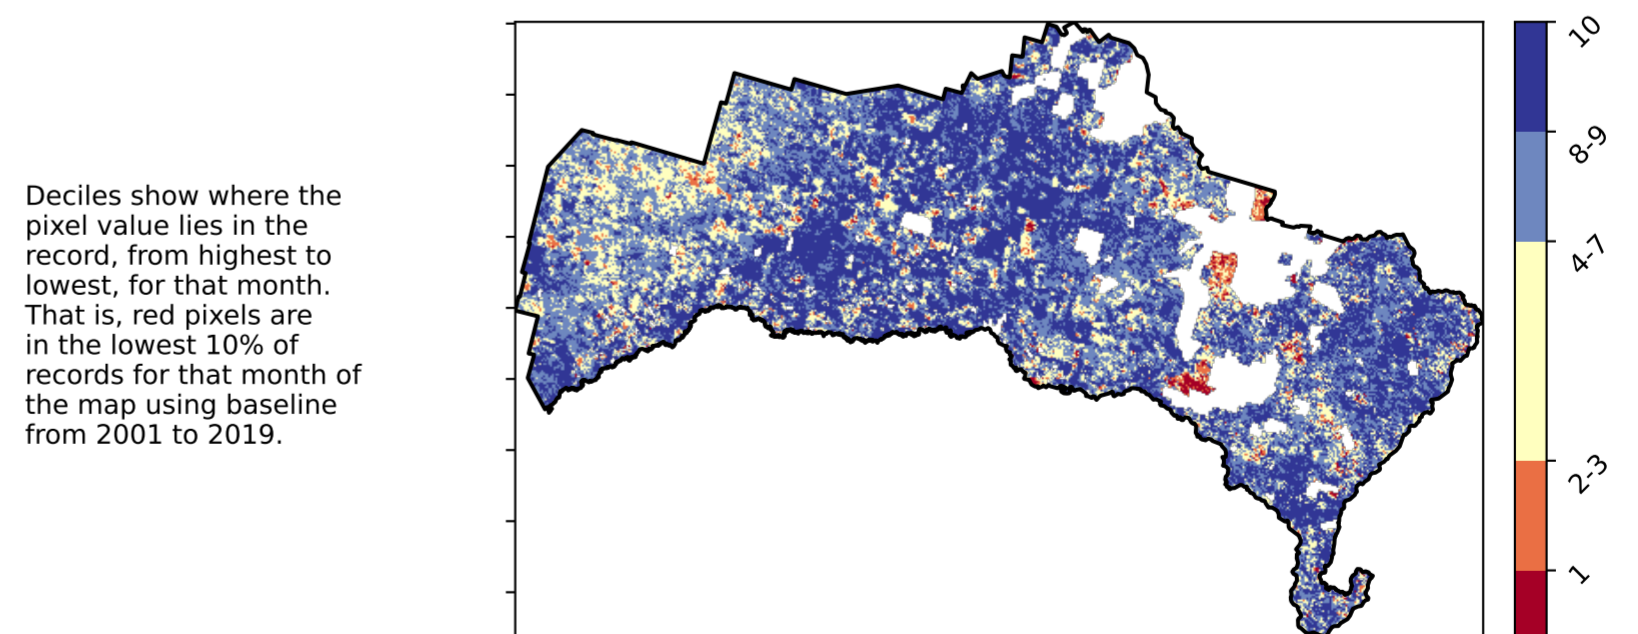 Deciles show where the
pixel value lies in the
record, from highest to
lowest, for that month.
That is, red pixels are
in the lowest 10% of
records for that month of
the map using baseline
from 2001 to 2019.
10
8-9
4-7
2-3
1